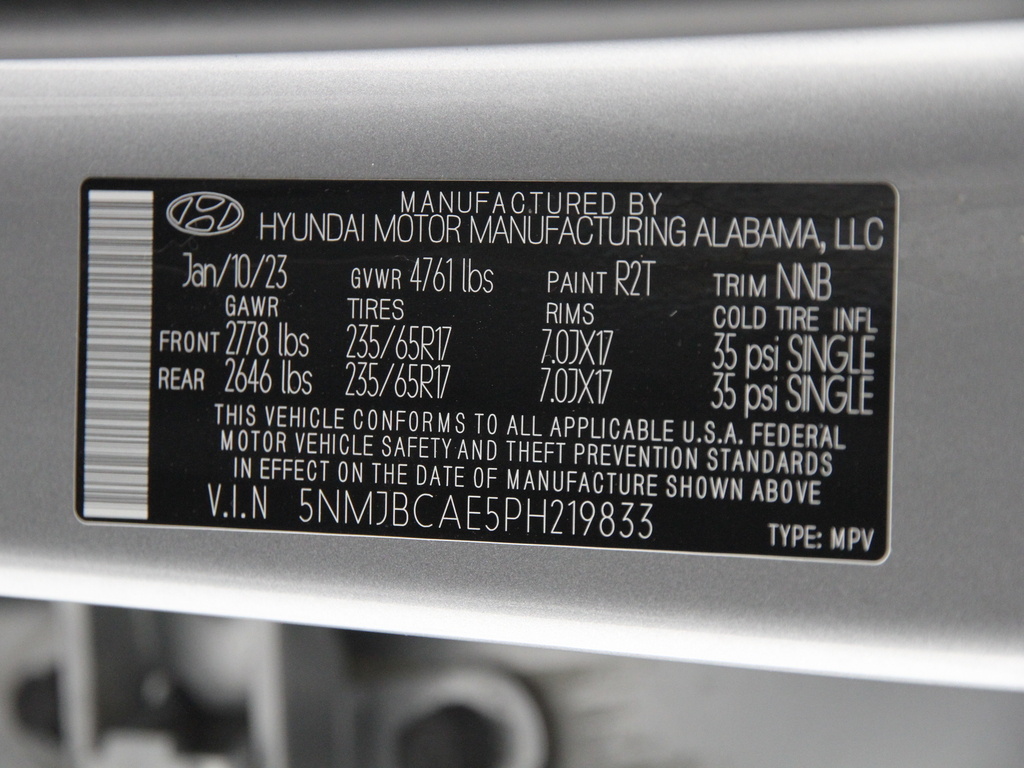 MANUFACTURED BY
HYUNDAI MOTOR MANUFACTURING ALABAMA, LLC
Jan/10/23 GVWR 4761 lbs PAINT R2T TRIM NNB
GAWR TIRES RIMS COLD TIRE INFL
FRONT 2778 lbs 235/65R17 7.0JX17 35 psi SINGLE
REAR 2646 lbs 235/65R17 7.0JX17 35 psi SINGLE
THIS VEHICLE CONFORMS TO ALL APPLICABLE U.S.A. FEDERAL
MOTOR VEHICLE SAFETY AND THEFT PREVENTION STANDARDS
IN EFFECT ON THE DATE OF MANUFACTURE SHOWN ABOVE
V.I.N 5NMJBCAE5PH219833
TYPE: MPV